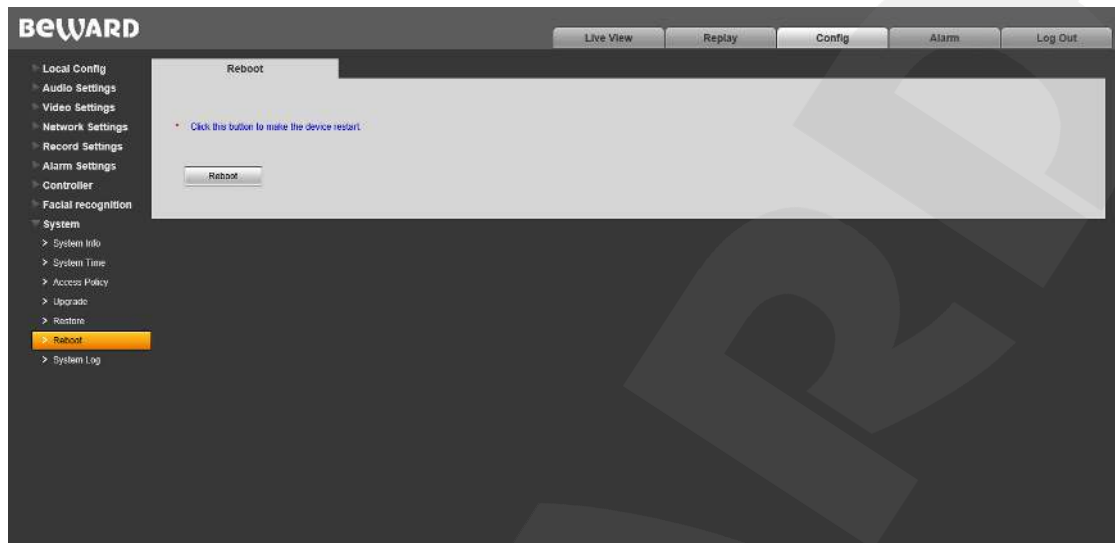 BEWARD
Live View
Replay
Config
Alarm
Log Out
Local Config
Audio Settings
Video Settings
Network Settings
Record Settings
Alarm Settings
Controller
Facial recognition
System
> System Info
> System Time
> Access Policy
> Upgrade
> Restore
> Reboot
> System Log
Reboot
* Click this button to make the device restart
Reboot